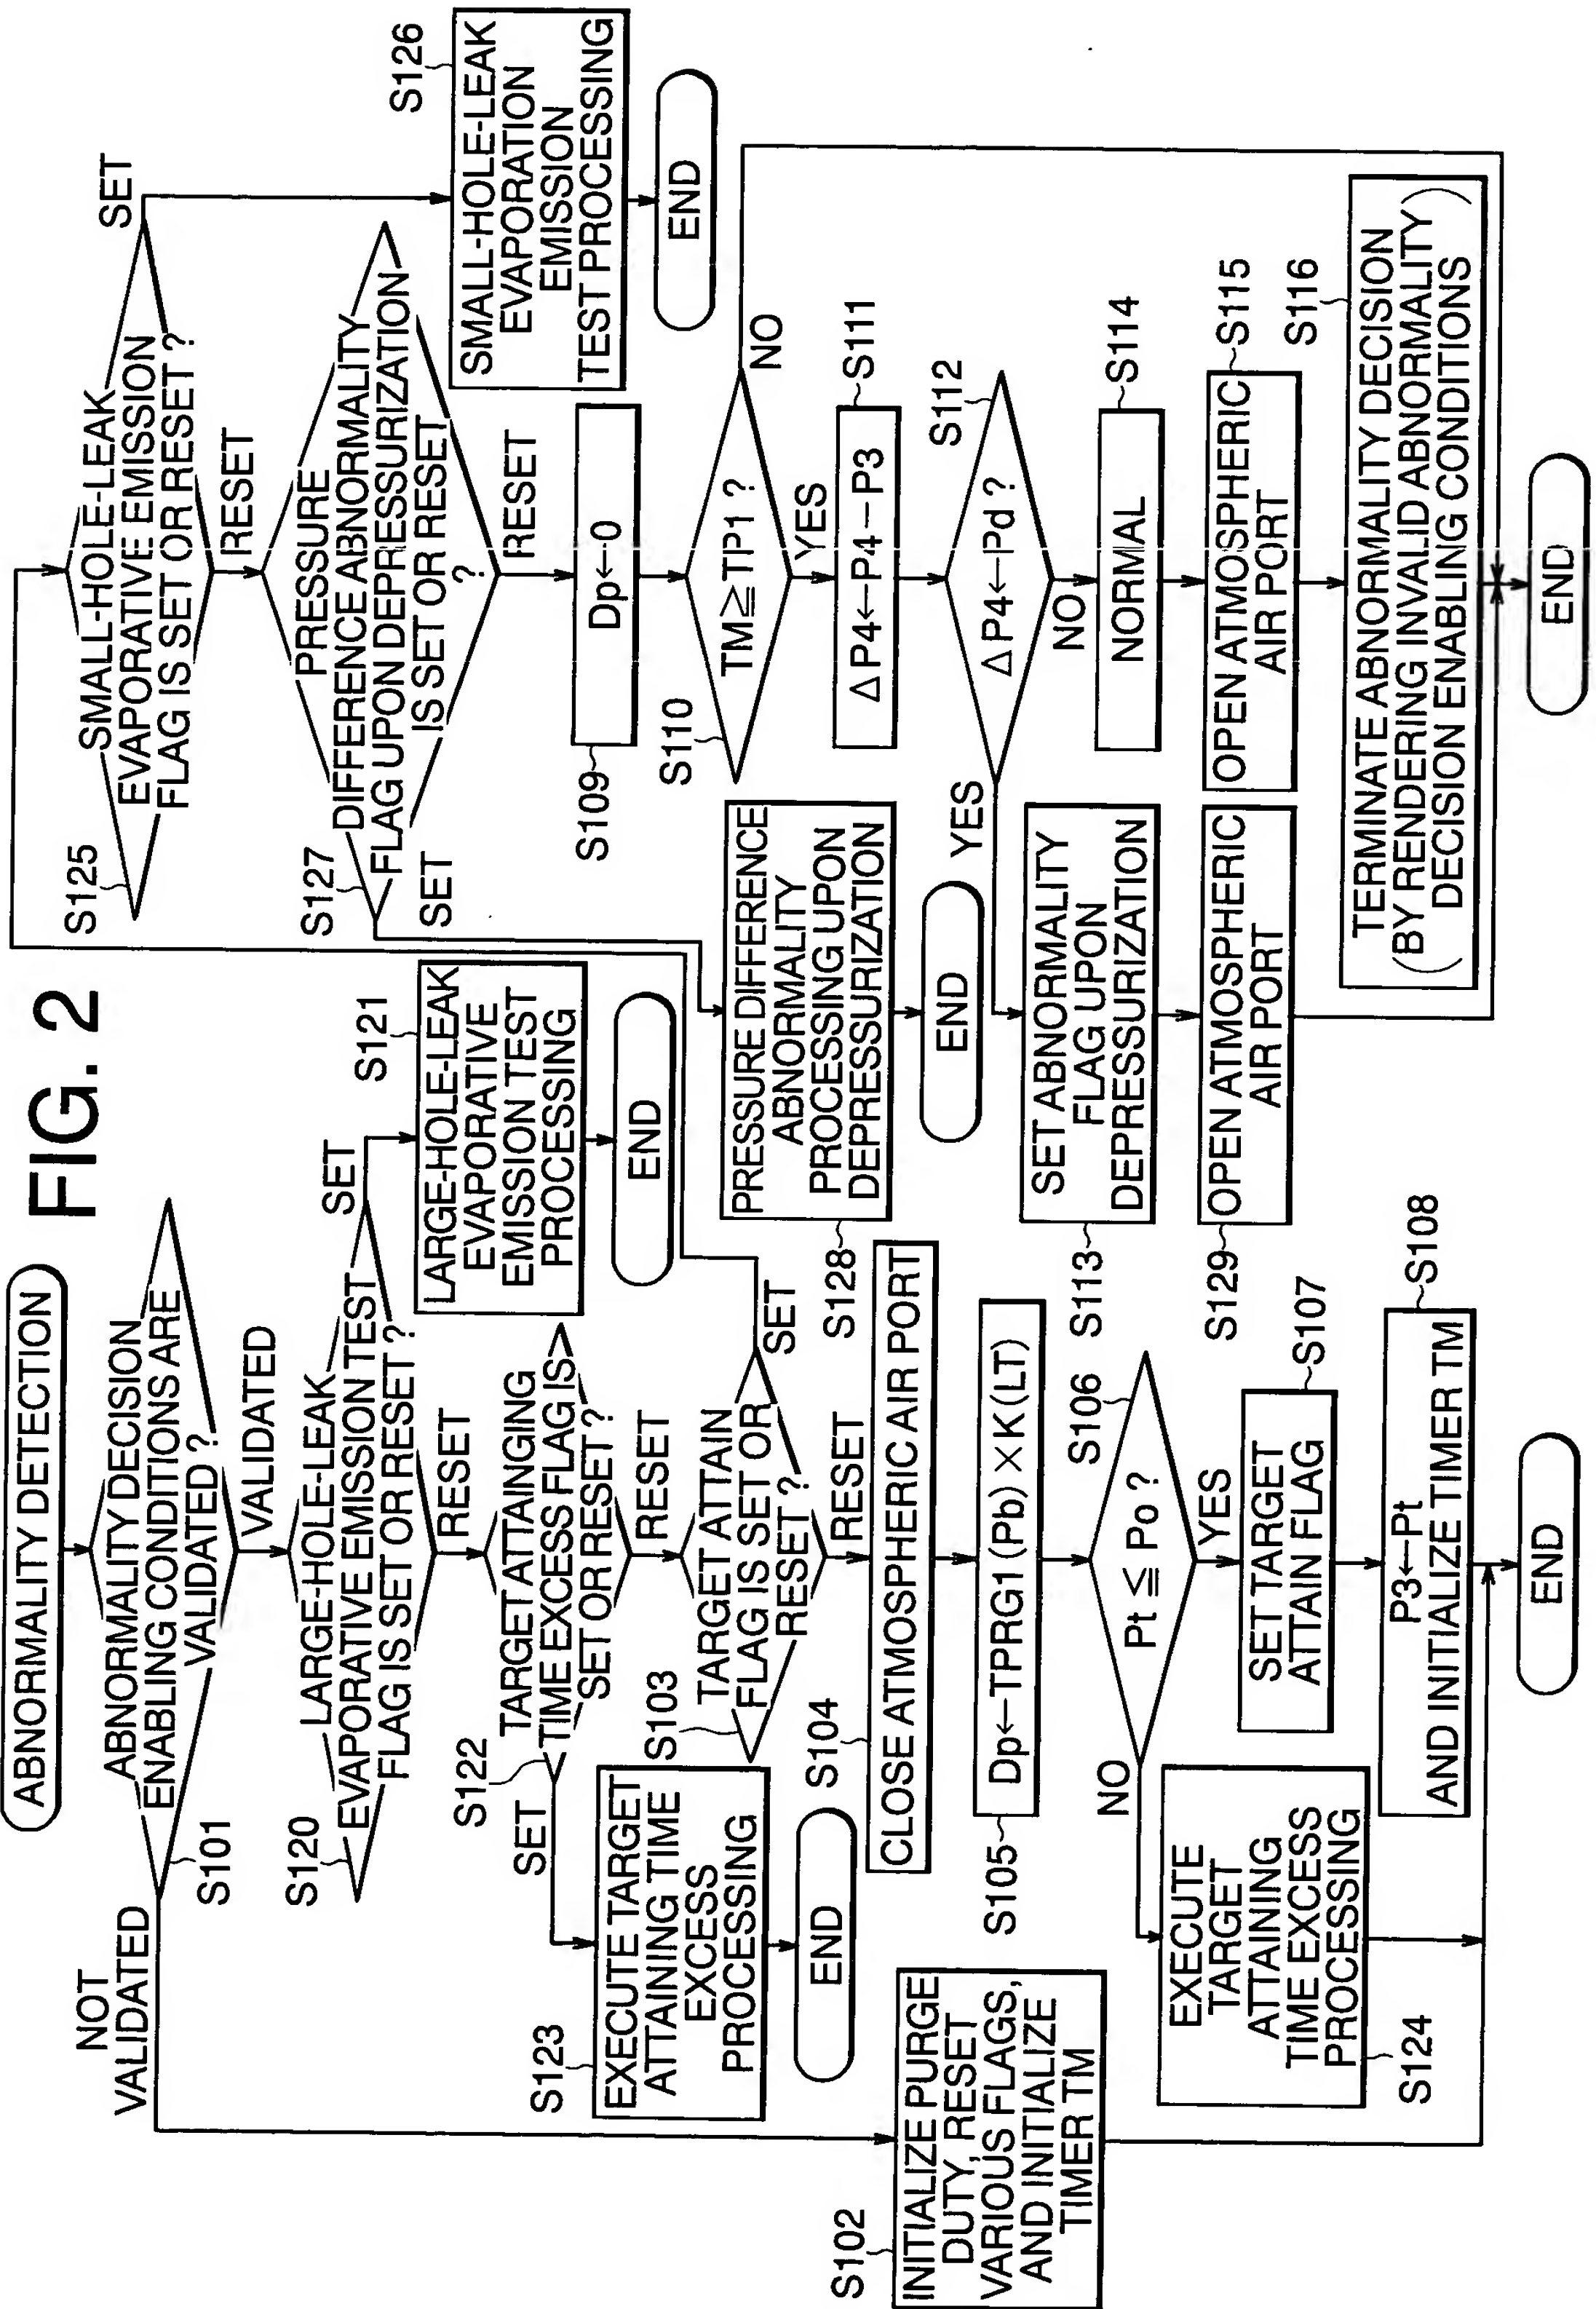 FIG. 2
ABNORMALITY DETECTION
ABNORMALITY DECISION
ENABLING CONDITIONS ARE
VALIDATED ?
S101
NOT
VALIDATED
VALIDATED
LARGE-HOLE-LEAK
EVAPORATIVE EMISSION TEST
FLAG IS SET OR RESET ?
S120
SET
RESET
LARGE-HOLE-LEAK
EVAPORATIVE
EMISSION TEST
PROCESSING
S121
END
TARGET ATTAINING
TIME EXCESS FLAG IS
SET OR RESET ?
S122
SET
RESET
EXECUTE TARGET
ATTAINING TIME
EXCESS
PROCESSING
S123
END
TARGET ATTAIN
FLAG IS SET OR
RESET ?
S103
SET
RESET
S104
CLOSE ATMOSPHERIC AIR PORT
S105
Dp←TPRG1 (Pb) × K (LT)
S106
Pt ≦ Po ?
NO
YES
S107
SET TARGET
ATTAIN FLAG
S108
P3←Pt
AND INITIALIZE TIMER TM
END
EXECUTE
TARGET
ATTAINING
TIME EXCESS
PROCESSING
S124
S102
INITIALIZE PURGE
DUTY, RESET
VARIOUS FLAGS,
AND INITIALIZE
TIMER TM
SMALL-HOLE-LEAK
EVAPORATIVE EMISSION
FLAG IS SET OR RESET ?
S125
SET
RESET
S126
SMALL-HOLE-LEAK
EVAPORATION
EMISSION
TEST PROCESSING
END
PRESSURE
DIFFERENCE ABNORMALITY
FLAG UPON DEPRESSURIZATION
IS SET OR RESET
?
S127
SET
RESET
PRESSURE DIFFERENCE
ABNORMALITY
PROCESSING UPON
DEPRESSURIZATION
S128
END
S109
Dp←0
S110
TM≧TP1 ?
NO
YES
S111
ΔP4←P4－P3
S112
ΔP4←Pd ?
YES
NO
S113
SET ABNORMALITY
FLAG UPON
DEPRESSURIZATION
S129
OPEN ATMOSPHERIC
AIR PORT
S114
NORMAL
S115
OPEN ATMOSPHERIC
AIR PORT
S116
TERMINATE ABNORMALITY DECISION
(BY RENDERING INVALID ABNORMALITY
DECISION ENABLING CONDITIONS)
END